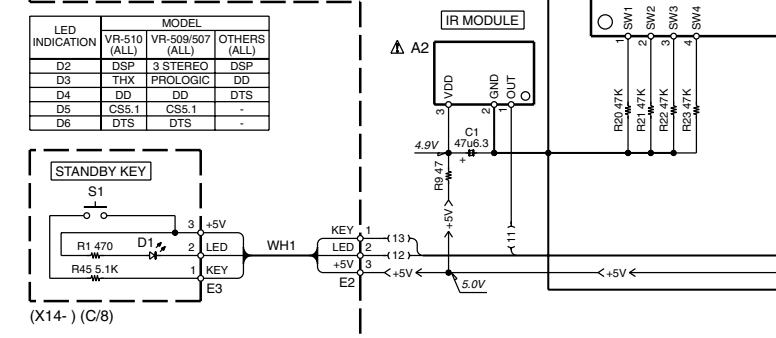 LED INDICATION MODEL
VR-510 (ALL) VR-509/507 (ALL) OTHERS (ALL)
D2 DSP 3 STEREO DSP
D3 THX PROLOGIC DD
D4 DD DD DTS
D5 CS5.1 CS5.1 -
D6 DTS DTS -
IR MODULE
A2
VDD GND OUT
3 2 1
C1
47u6.3
+
4.9V
R9 47
+5V
11
SW1 SW2 SW3 SW4
1 2 3 4
R20 47K R21 47K R22 47K R23 47K
STANDBY KEY
S1
3 +5V
R1 470 D1 2 LED
R45 5.1K 1 KEY
E3
WH1
KEY 1 (13)
LED 2 (12)
+5V 3 +5V
E2
5.0V
+5V
(X14- ) (C/8)